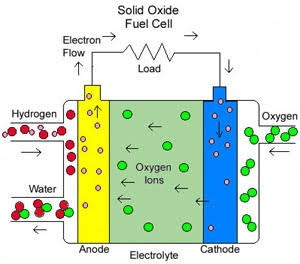 Solid Oxide
Fuel Cell
Electron
Flow
Load
Hydrogen
Oxygen
Oxygen
Ions
Water
Anode
Electrolyte
Cathode